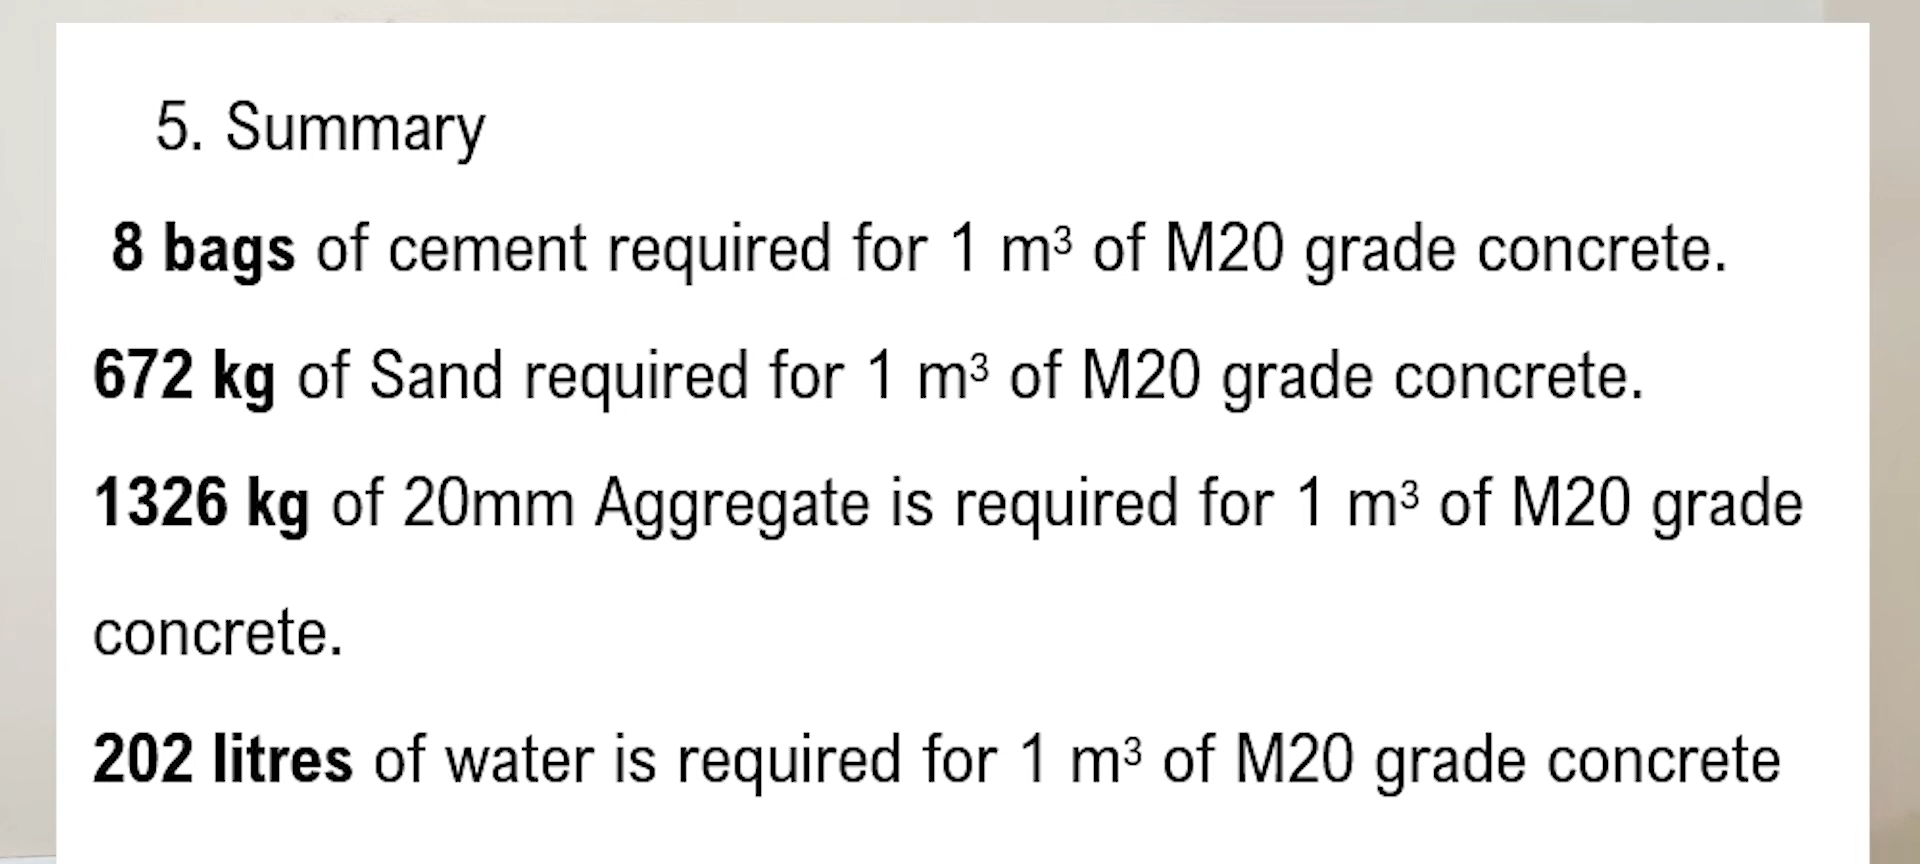 5. Summary
8 bags of cement required for 1 m³ of M20 grade concrete.
672 kg of Sand required for 1 m³ of M20 grade concrete.
1326 kg of 20mm Aggregate is required for 1 m³ of M20 grade
concrete.
202 litres of water is required for 1 m³ of M20 grade concrete